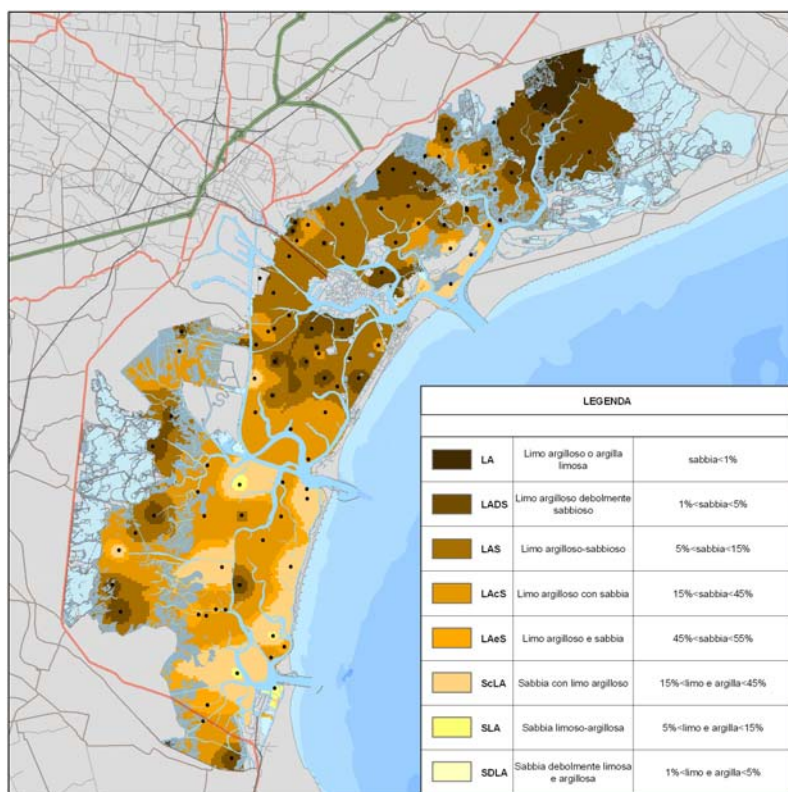 LEGENDA
LA Limo argilloso o argilla limosa sabbia<1%
LADS Limo argilloso debolmente sabbioso 1%<sabbia<5%
LAS Limo argilloso-sabbioso 5%<sabbia<15%
LAcS Limo argilloso con sabbia 15%<sabbia<45%
LAeS Limo argilloso e sabbia 45%<sabbia<55%
ScLA Sabbia con limo argilloso 15%<limo e argilla<45%
SLA Sabbia limoso-argillosa 5%<limo e argilla<15%
SDLA Sabbia debolmente limosa e argillosa 1%<limo e argilla<5%